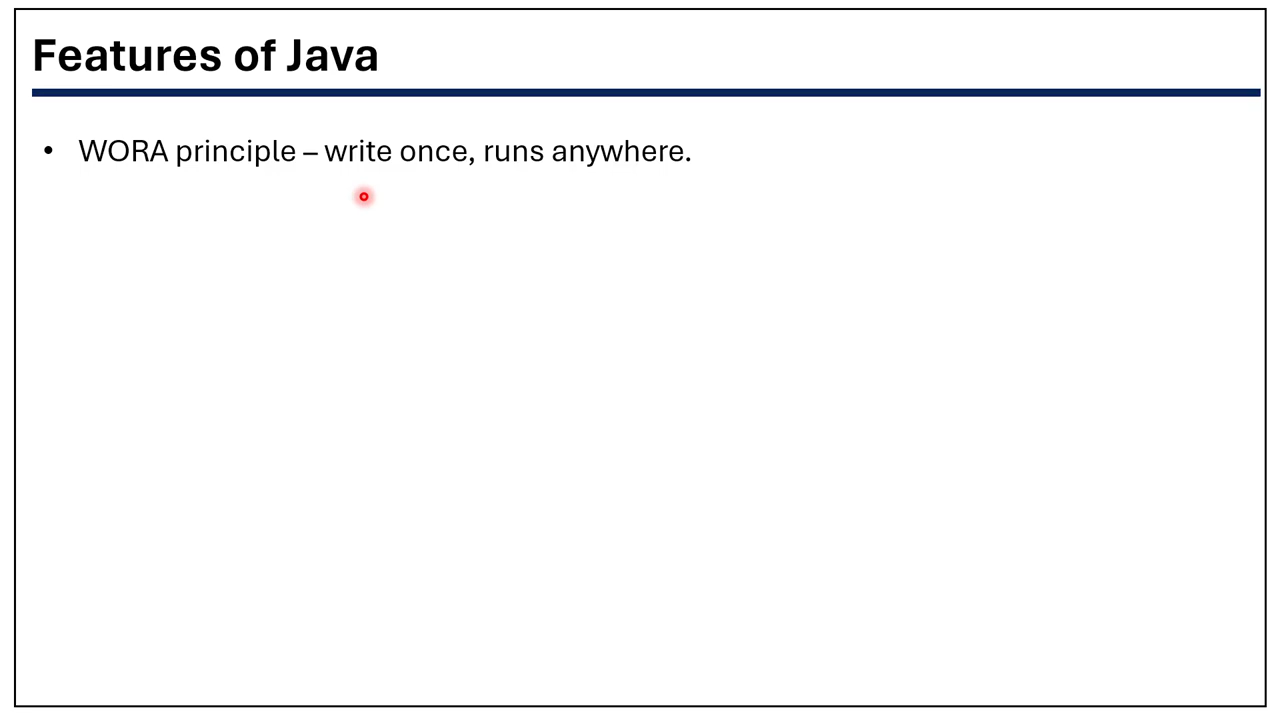 Features of Java
• WORA principle – write once, runs anywhere.